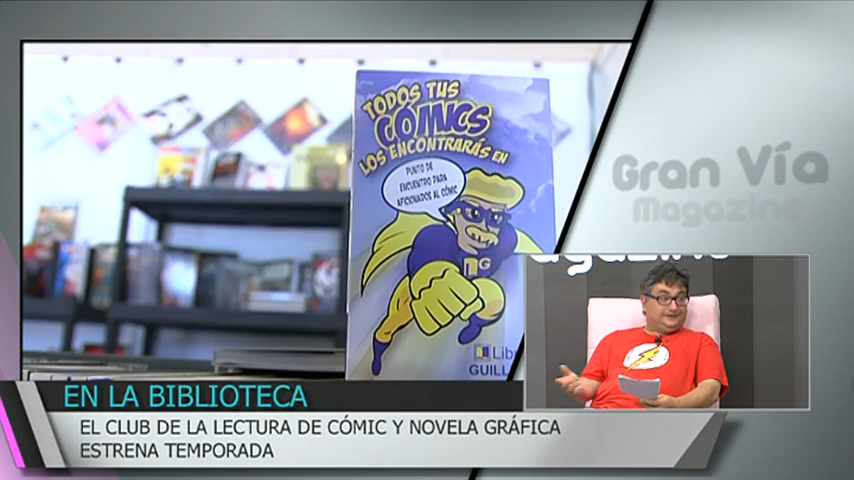 TODOS TUS
CÓMICS
LOS ENCONTRARÁS EN
PUNTO DE
ENCUENTRO PARA
AFICIONADOS AL CÓMIC
LG
Gran Vía
Magazine
EN LA BIBLIOTECA
EL CLUB DE LA LECTURA DE CÓMIC Y NOVELA GRÁFICA
ESTRENA TEMPORADA